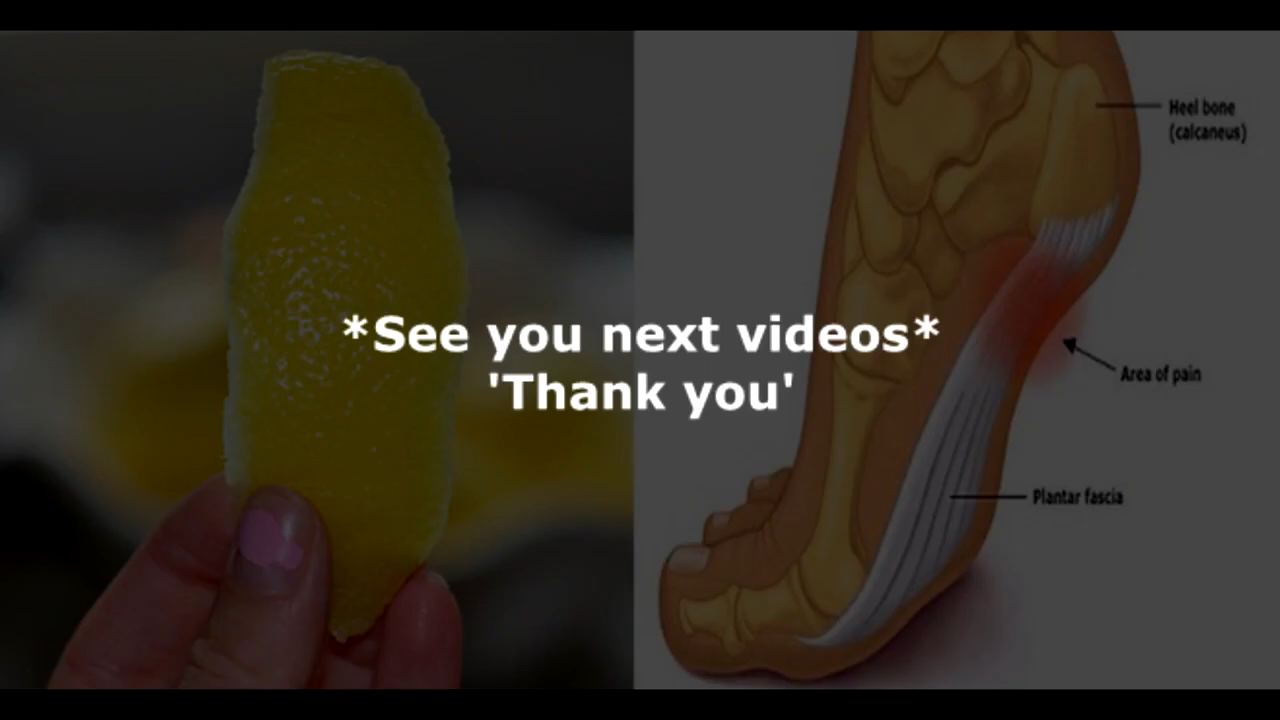 Heel bone
(calcaneus)
*See you next videos*
'Thank you'
Area of pain
Plantar fascia